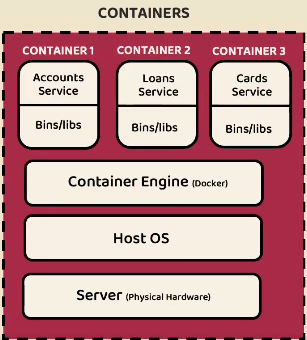 CONTAINERS
CONTAINER 1
CONTAINER 2
CONTAINER 3
Accounts
Service
Bins/libs
Loans
Service
Bins/libs
Cards
Service
Bins/libs
Container Engine (Docker)
Host OS
Server (Physical Hardware)